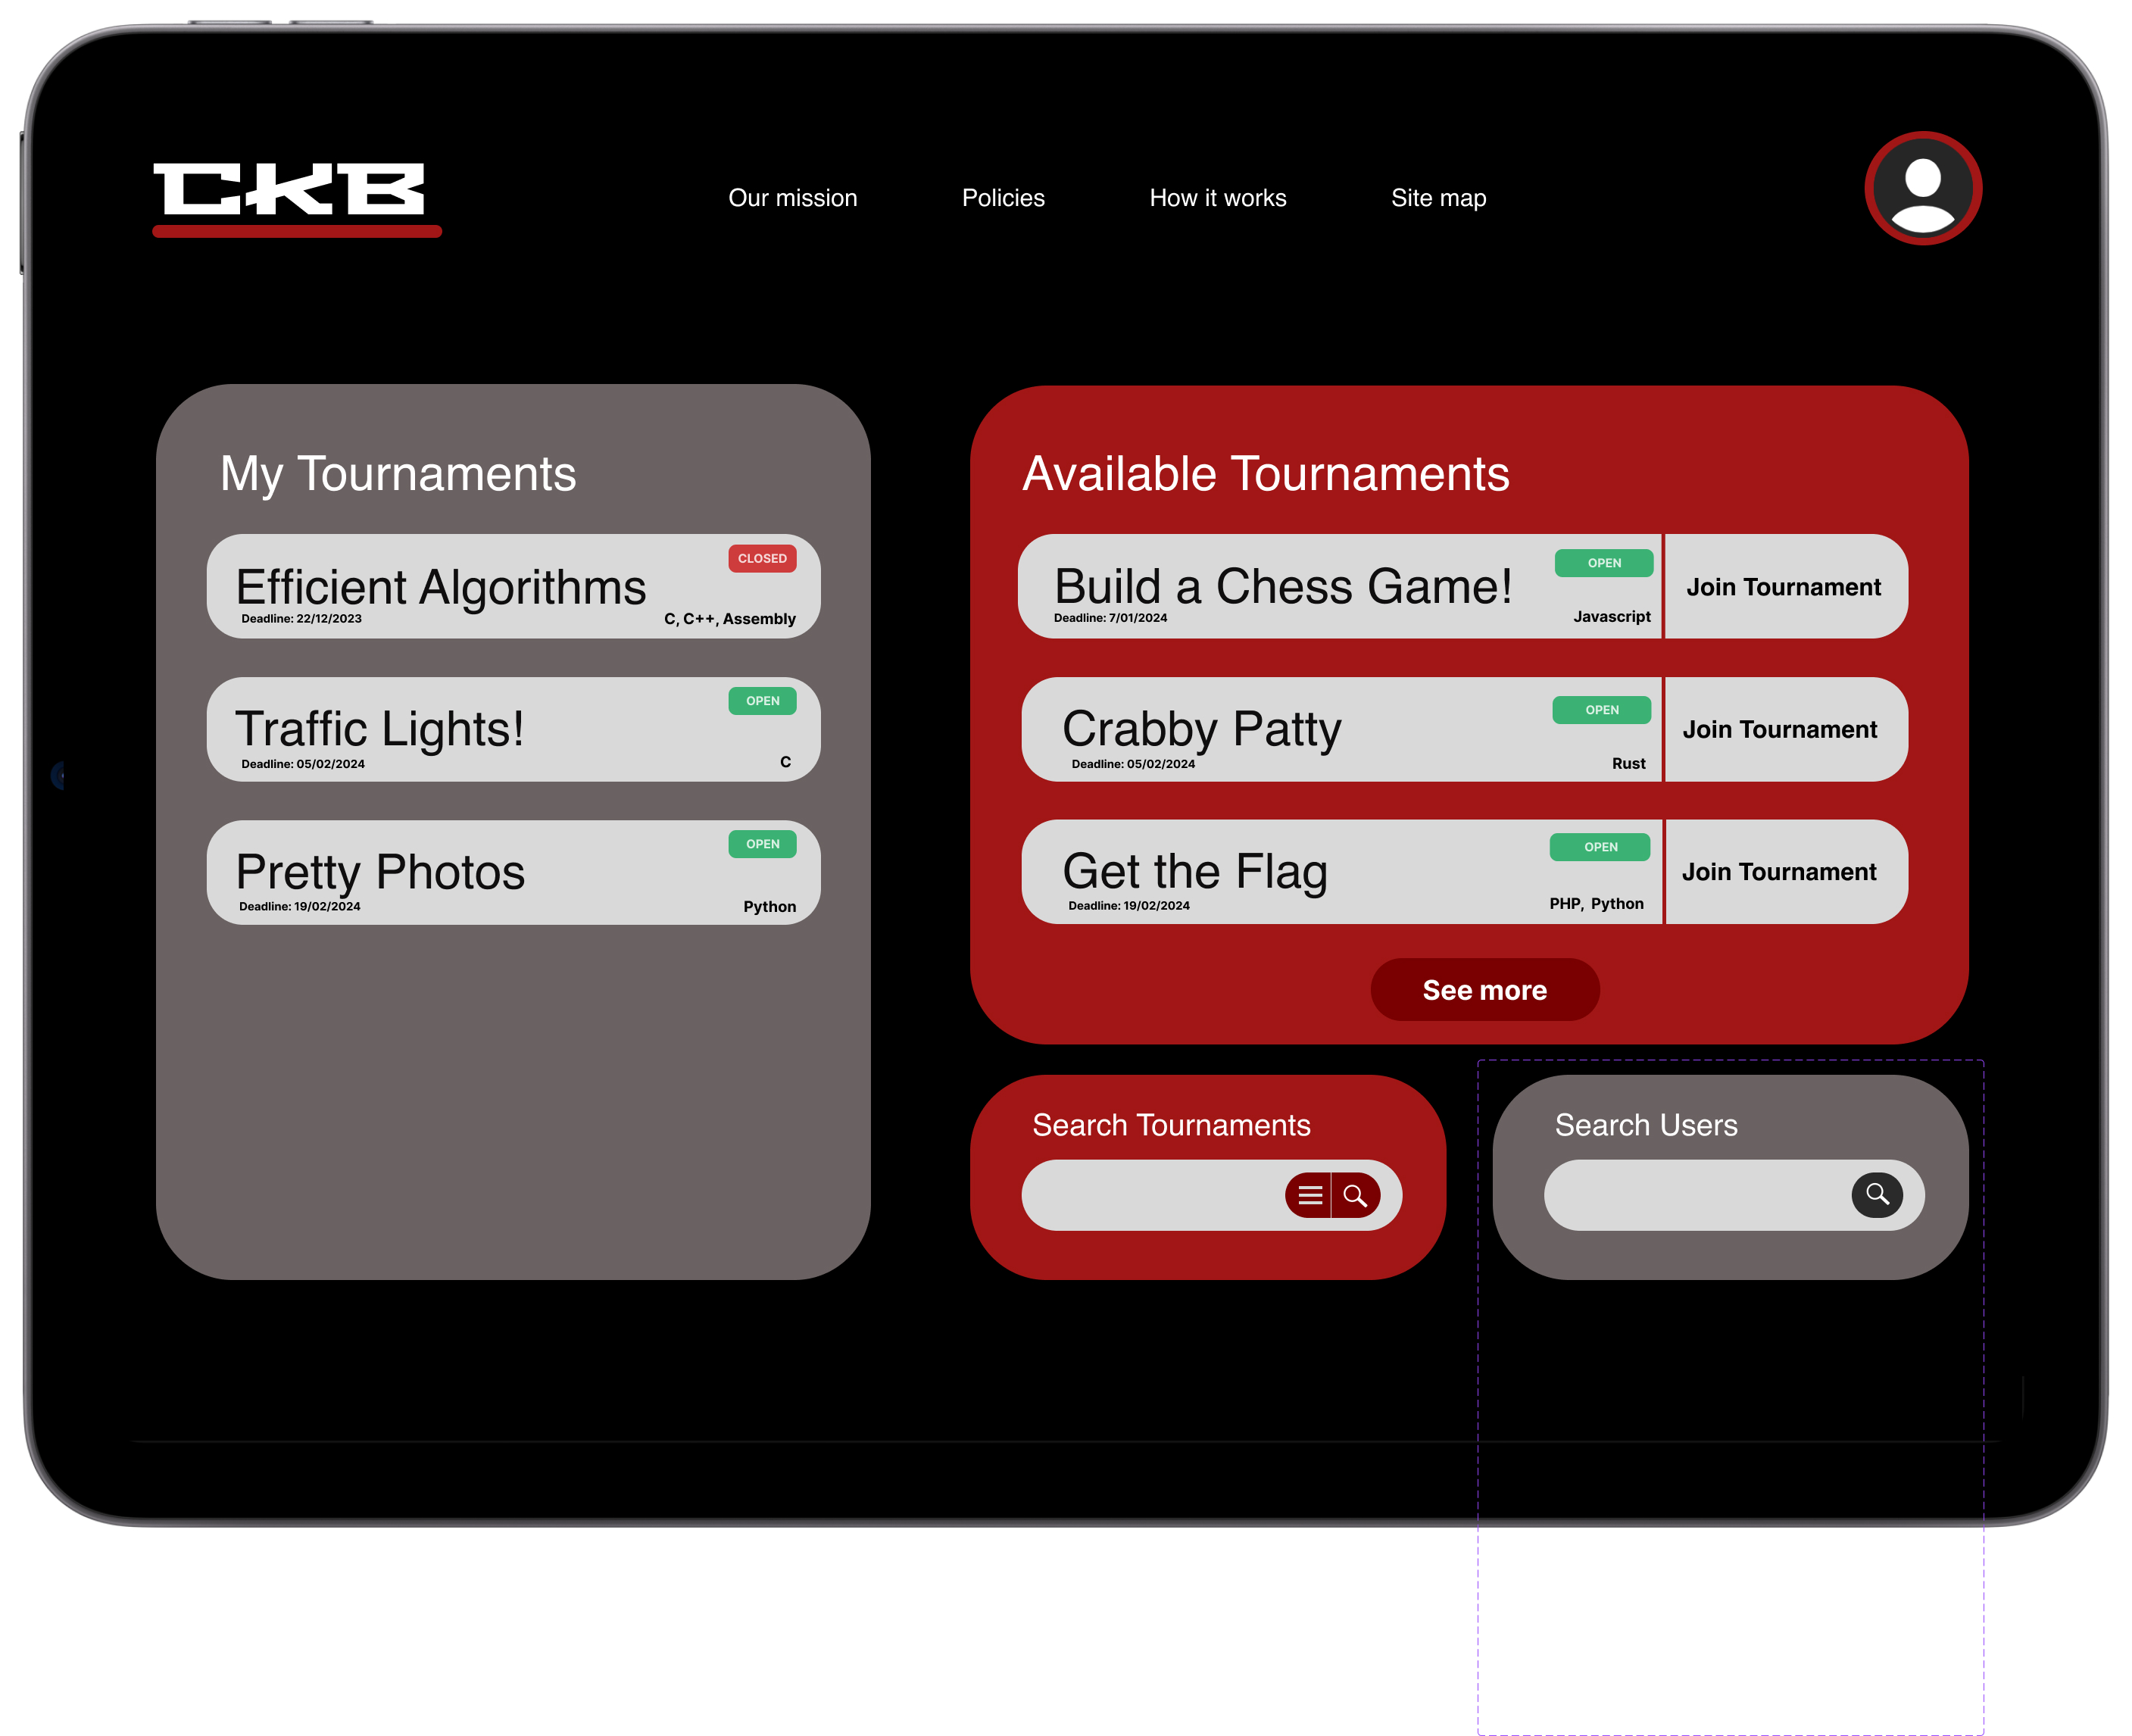 CKB
Our mission
Policies
How it works
Site map
My Tournaments
Efficient Algorithms
CLOSED
Deadline: 22/12/2023
C, C++, Assembly
Traffic Lights!
OPEN
Deadline: 05/02/2024
C
Pretty Photos
OPEN
Deadline: 19/02/2024
Python
Available Tournaments
Build a Chess Game!
OPEN
Deadline: 7/01/2024
Javascript
Join Tournament
Crabby Patty
OPEN
Deadline: 05/02/2024
Rust
Join Tournament
Get the Flag
OPEN
Deadline: 19/02/2024
PHP, Python
Join Tournament
See more
Search Tournaments
Search Users